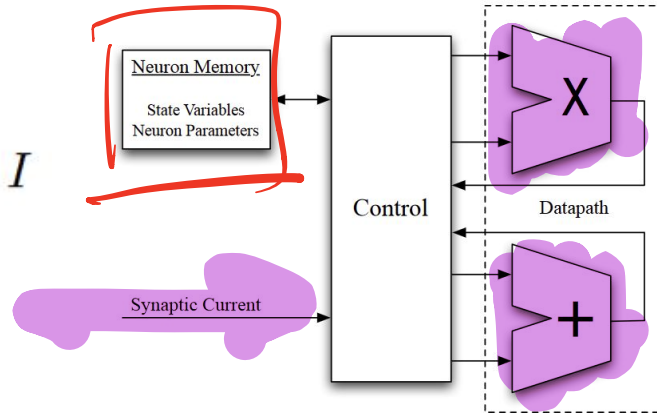 Neuron Memory
State Variables
Neuron Parameters
I
Synaptic Current
Control
X
Datapath
+